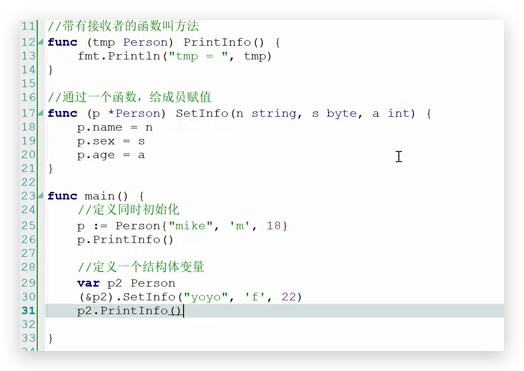 11 //带有接收者的函数叫方法
12 func (tmp Person) PrintInfo() {
13     fmt.Println("tmp = ", tmp)
14 }
15
16 //通过一个函数，给成员赋值
17 func (p *Person) SetInfo(n string, s byte, a int) {
18     p.name = n
19     p.sex = s
20     p.age = a
21 }
22
23 func main() {
24     //定义同时初始化
25     p := Person{"mike", 'm', 18}
26     p.PrintInfo()
27
28     //定义一个结构体变量
29     var p2 Person
30     (&p2).SetInfo("yoyo", 'f', 22)
31     p2.PrintInfo()
32
33 }